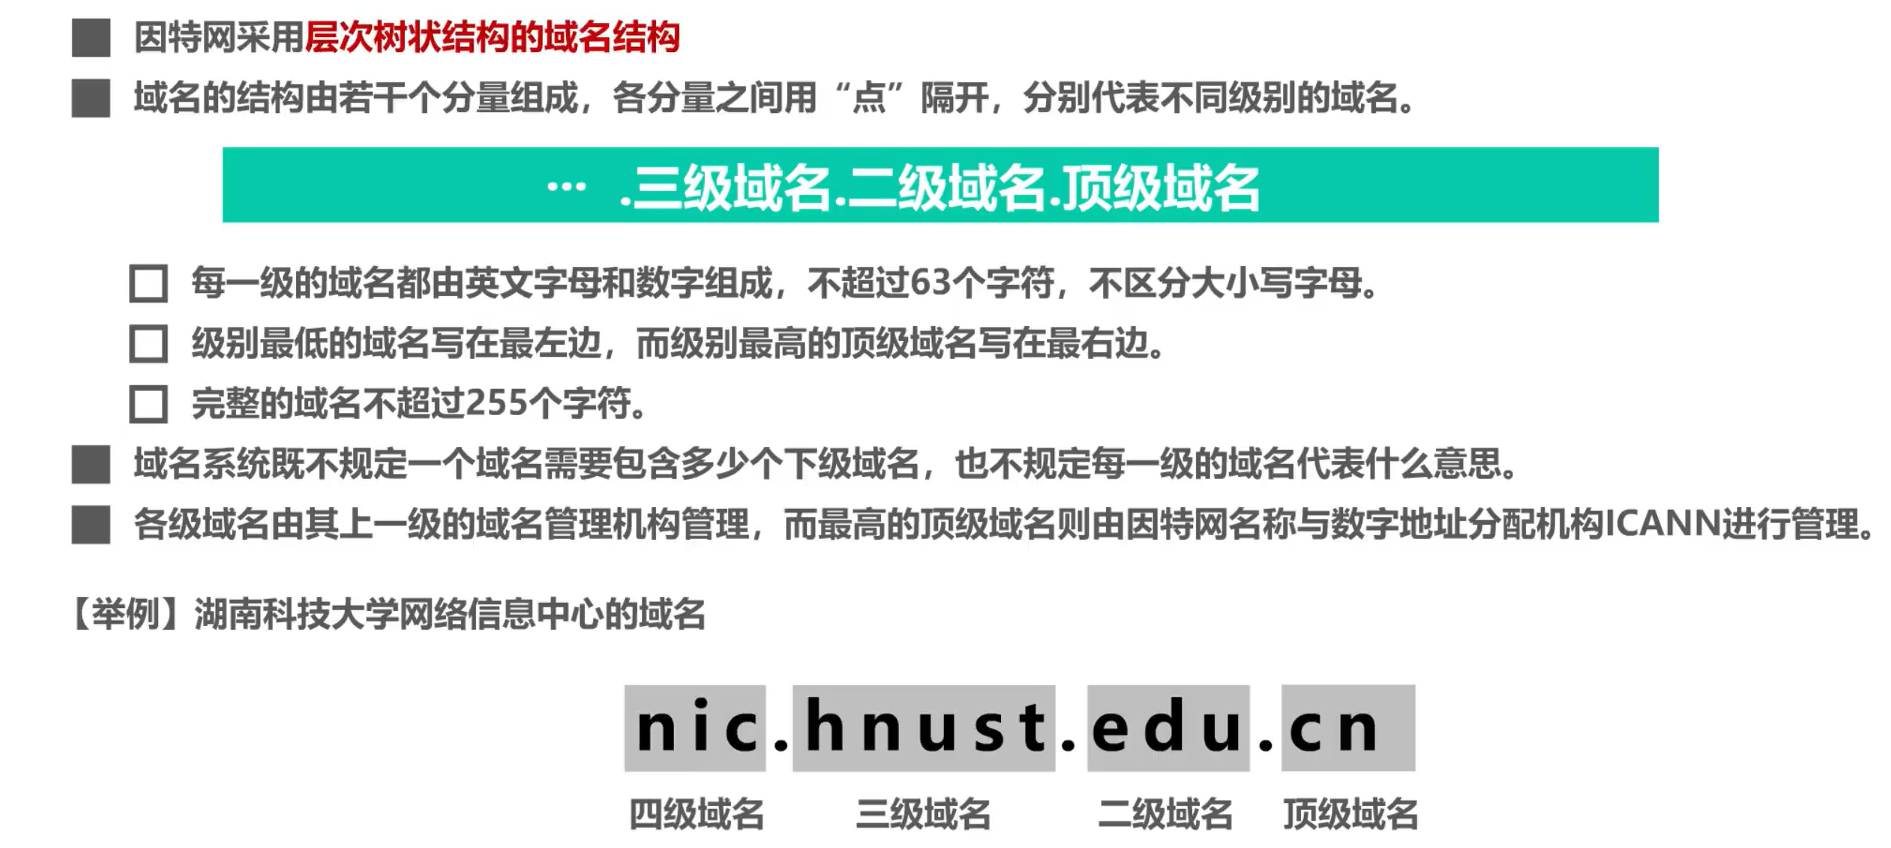 因特网采用层次树状结构的域名结构
域名的结构由若干个分量组成，各分量之间用“点”隔开，分别代表不同级别的域名。
… .三级域名.二级域名.顶级域名
每一级的域名都由英文字母和数字组成，不超过63个字符，不区分大小写字母。
级别最低的域名写在最左边，而级别最高的顶级域名写在最右边。
完整的域名不超过255个字符。
域名系统既不规定一个域名需要包含多少个下级域名，也不规定每一级的域名代表什么意思。
各级域名由其上一级的域名管理机构管理，而最高的顶级域名则由因特网名称与数字地址分配机构ICANN进行管理。
【举例】湖南科技大学网络信息中心的域名
nic.hnust.edu.cn
四级域名 三级域名 二级域名 顶级域名